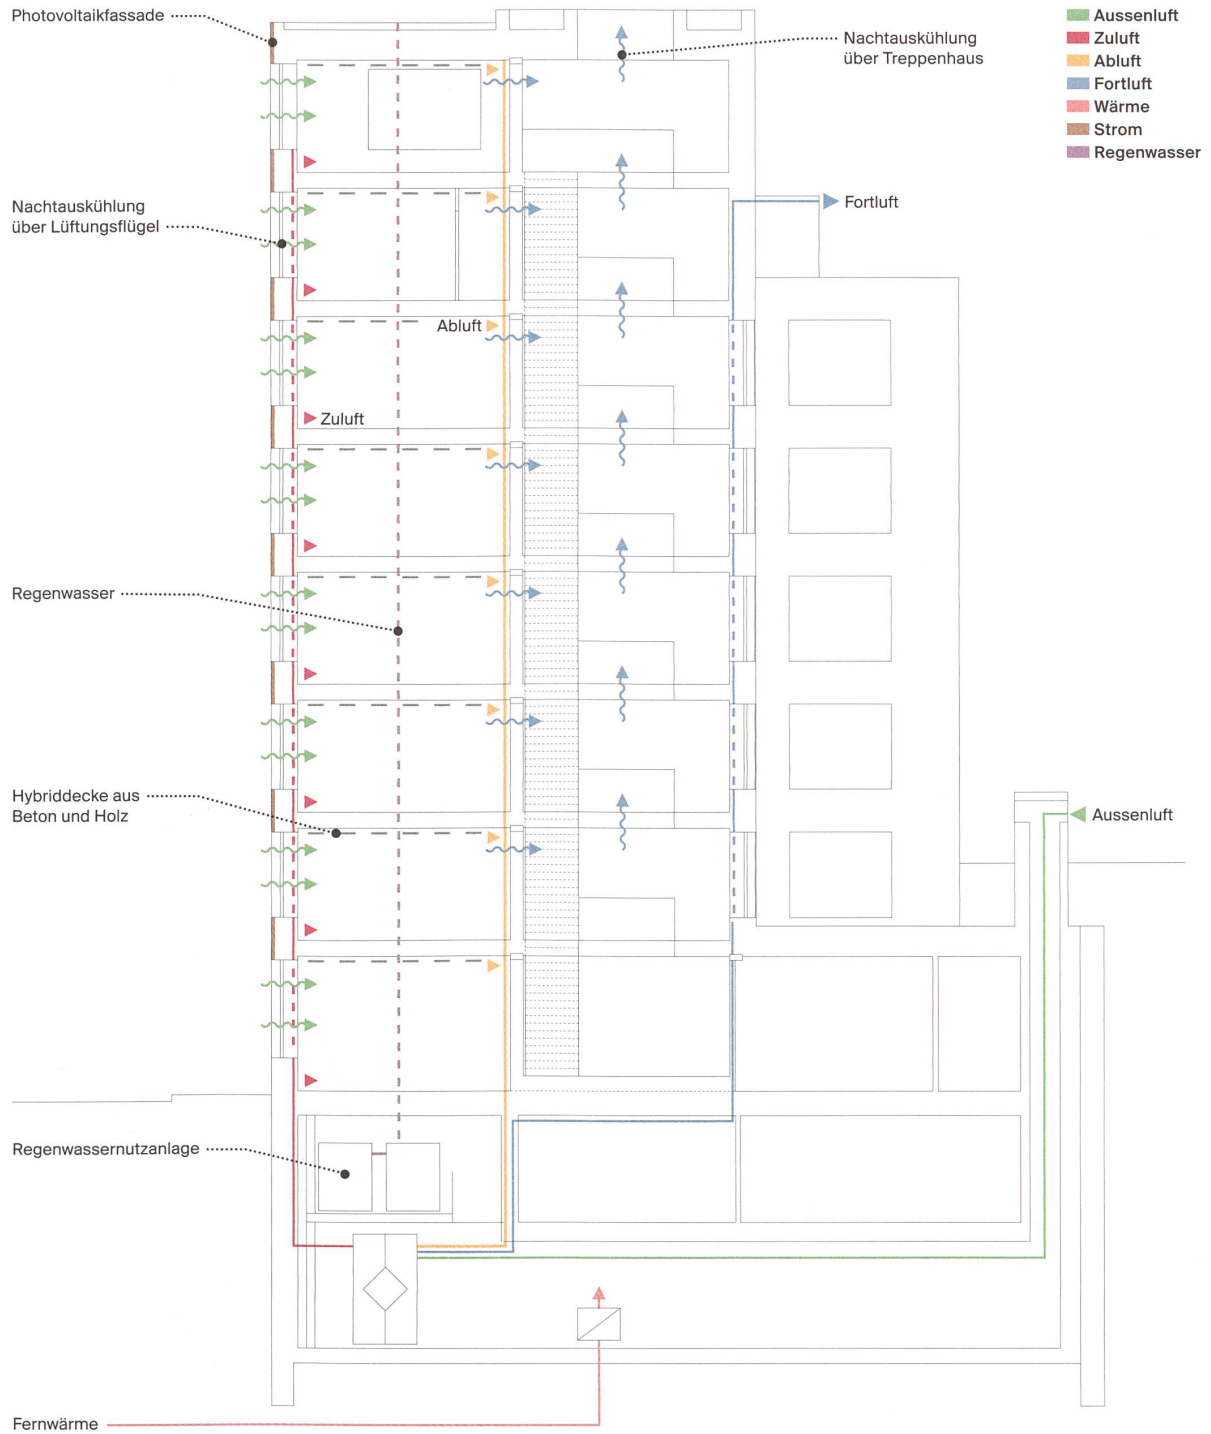 Photovoltaikfassade
Nachtauskühlung
über Treppenhaus
Aussenluft
Zuluft
Abluft
Fortluft
Wärme
Strom
Regenwasser
Nachtauskühlung
über Lüftungsflügel
Fortluft
Abluft
Zuluft
Regenwasser
Hybriddecke aus
Beton und Holz
Aussenluft
Regenwassernutzanlage
Fernwärme